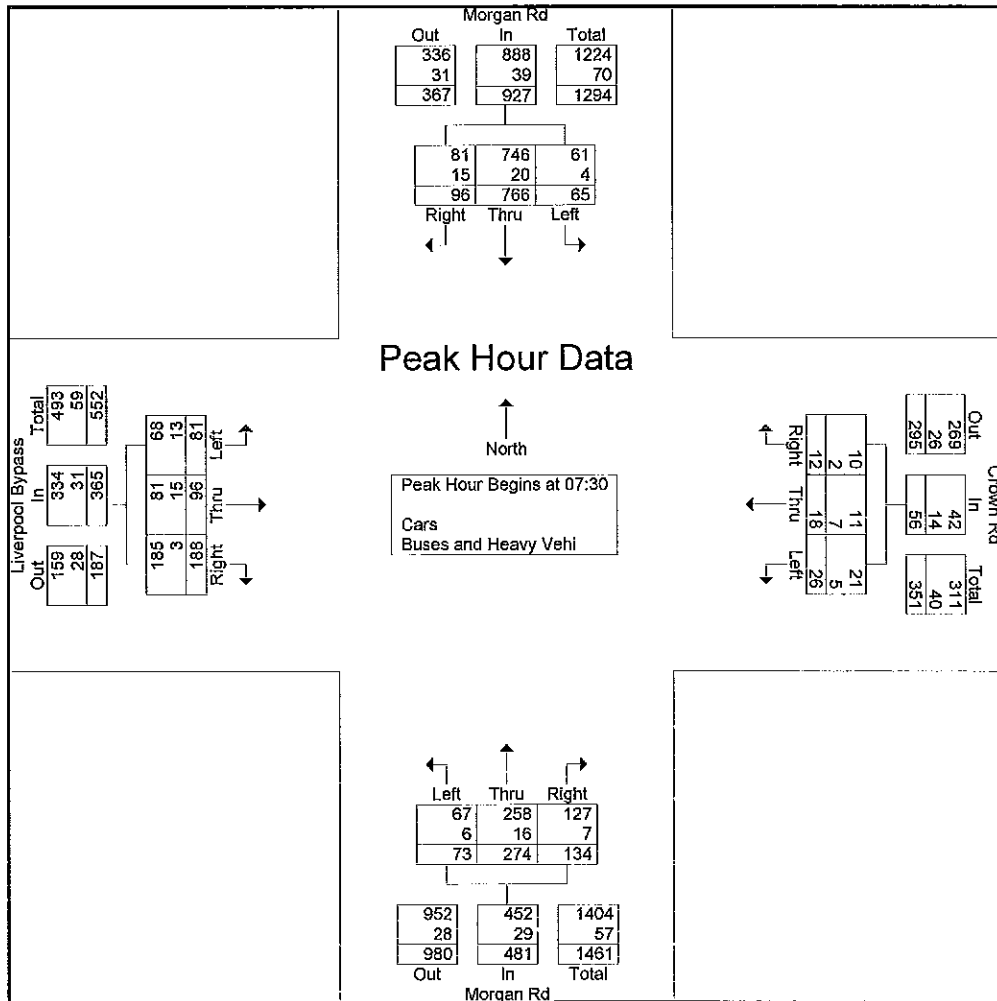 Morgan Rd
Out In Total
336 888 1224
31 39 70
367 927 1294
81 746 61
15 20 4
96 766 65
Right Thru Left
Peak Hour Data
North
Peak Hour Begins at 07:30
Cars
Buses and Heavy Vehi
Liverpool Bypass
Out In Total
159 334 493
28 31 59
187 365 552
Right Thru Left
185 81 68
3 15 13
188 96 81
Crown Rd
Out In Total
269 42 311
26 14 40
295 56 351
10 11 21
2 7 5
12 18 26
Right Thru Left
Left Thru Right
67 258 127
6 16 7
73 274 134
952 452 1404
28 29 57
980 481 1461
Out In Total
Morgan Rd